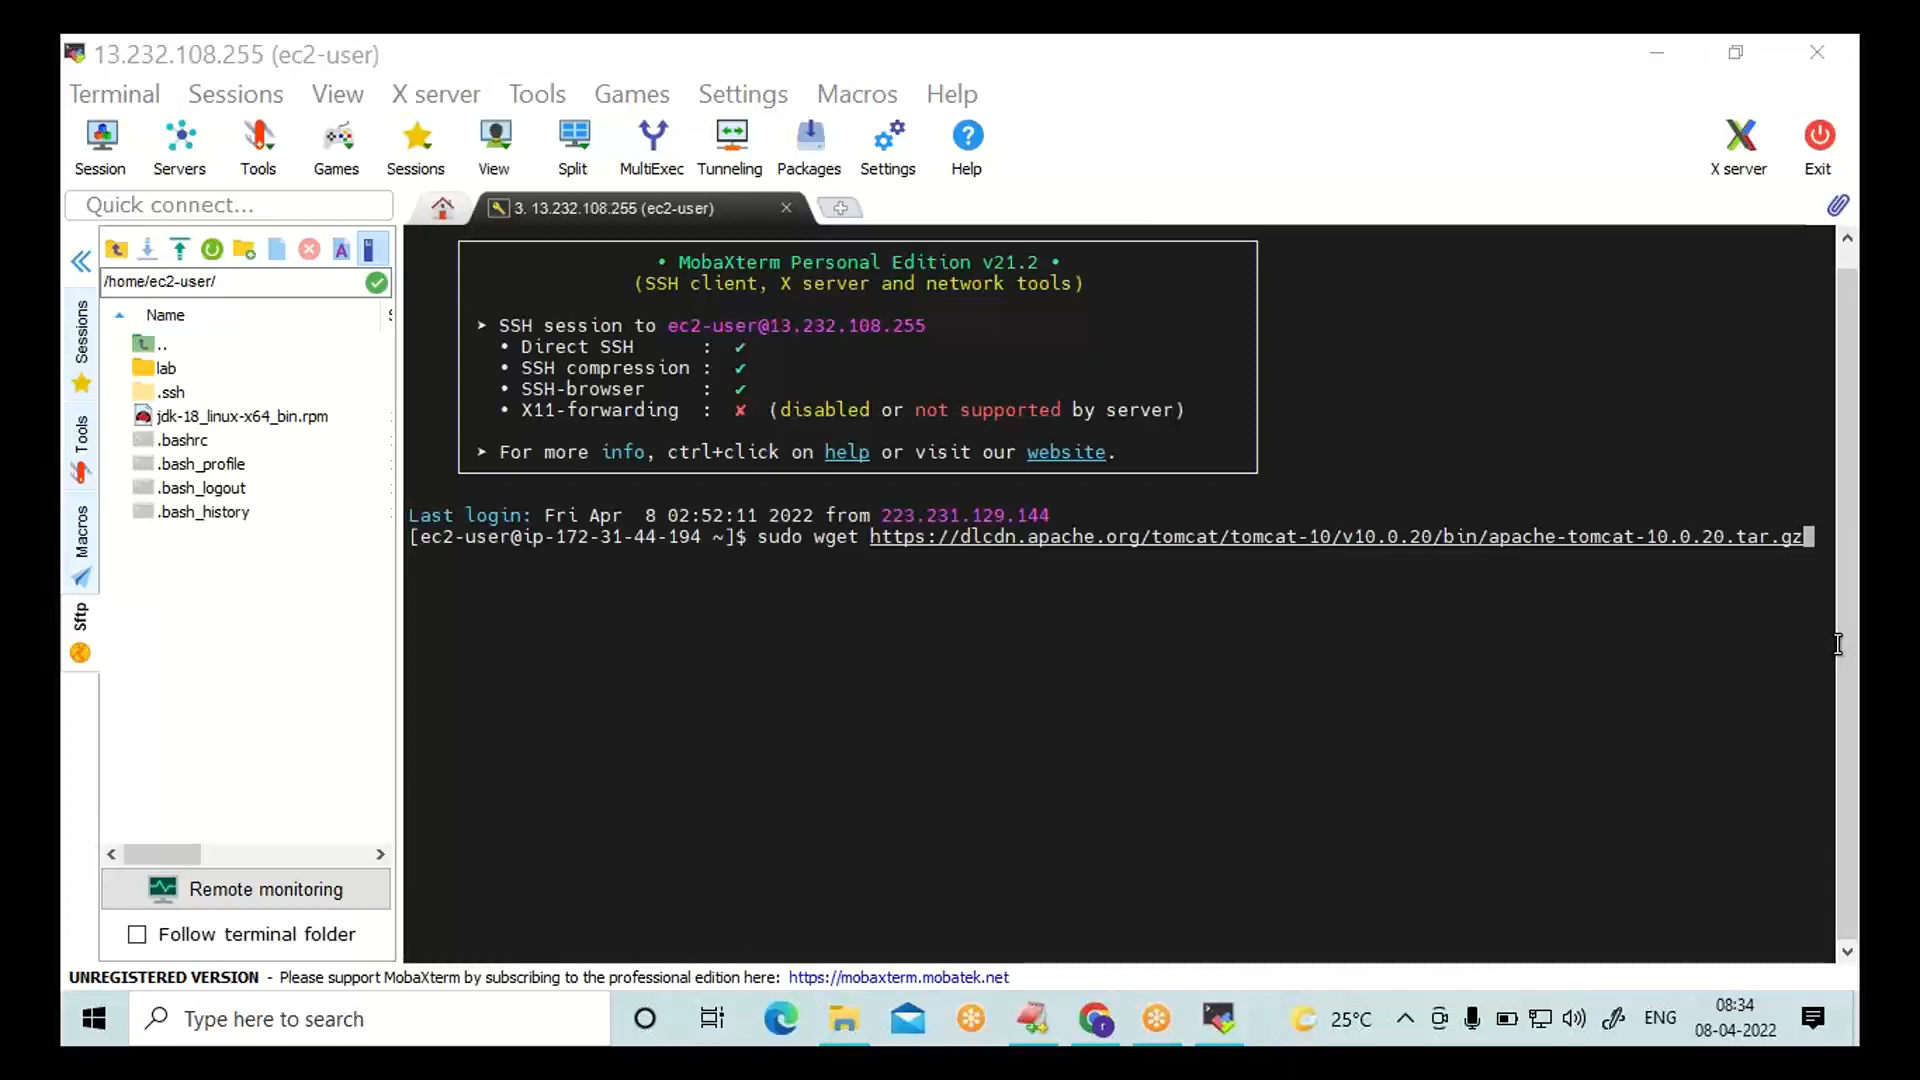 13.232.108.255 (ec2-user)
Terminal Sessions View X server Tools Games Settings Macros Help
Session Servers Tools Games Sessions View Split MultiExec Tunneling Packages Settings Help X server Exit
Quick connect...
3. 13.232.108.255 (ec2-user)
/home/ec2-user/
Name
..
lab
.ssh
jdk-18_linux-x64_bin.rpm
.bashrc
.bash_profile
.bash_logout
.bash_history
Sessions
Tools
Macros
Sftp
Remote monitoring
Follow terminal folder
• MobaXterm Personal Edition v21.2 •
(SSH client, X server and network tools)
➤ SSH session to ec2-user@13.232.108.255
• Direct SSH : ✔
• SSH compression : ✔
• SSH-browser : ✔
• X11-forwarding : ✘ (disabled or not supported by server)
➤ For more info, ctrl+click on help or visit our website.
Last login: Fri Apr 8 02:52:11 2022 from 223.231.129.144
[ec2-user@ip-172-31-44-194 ~]$ sudo wget https://dlcdn.apache.org/tomcat/tomcat-10/v10.0.20/bin/apache-tomcat-10.0.20.tar.gz
UNREGISTERED VERSION - Please support MobaXterm by subscribing to the professional edition here: https://mobaxterm.mobatek.net
Type here to search
25°C
ENG
08:34
08-04-2022